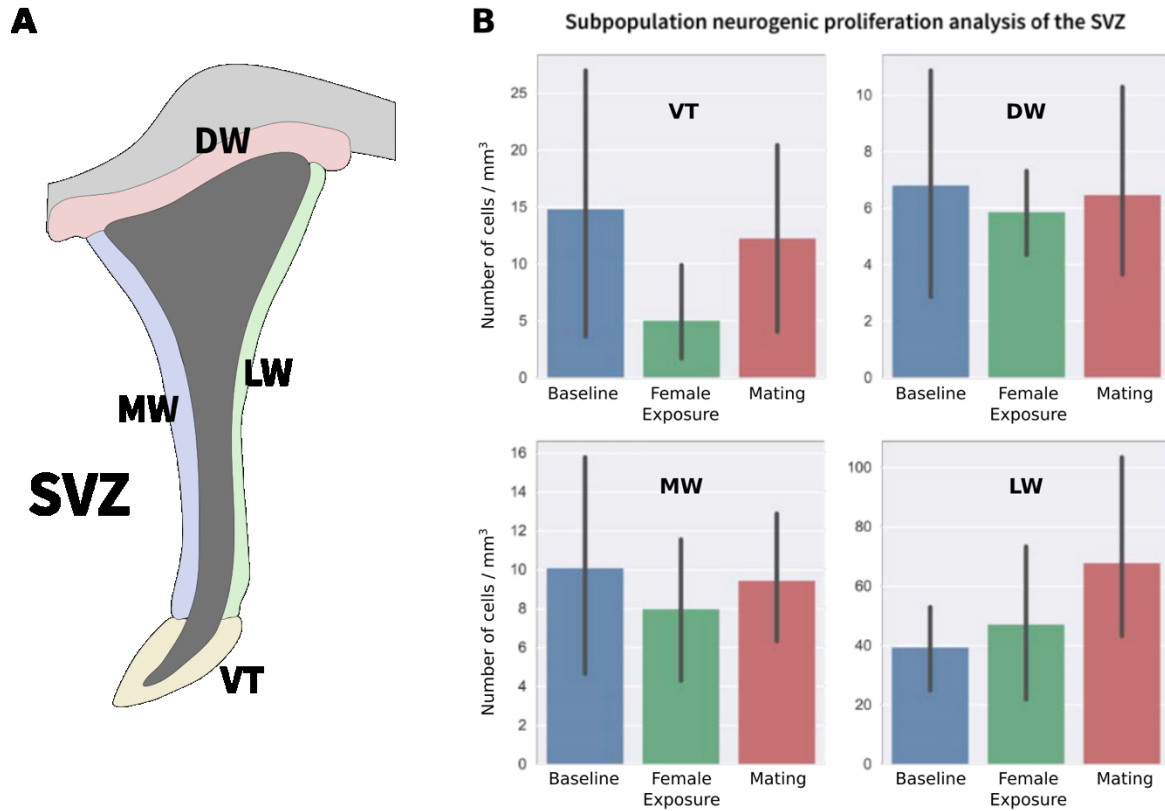 A
DW
MW
LW
SVZ
VT
B
Subpopulation neurogenic proliferation analysis of the SVZ
VT
Number of cells / mm³
25
20
15
10
5
0
Baseline
Female
Exposure
Mating
DW
10
8
6
4
2
0
Baseline
Female
Exposure
Mating
MW
Number of cells / mm³
16
14
12
10
8
6
4
2
0
Baseline
Female
Exposure
Mating
LW
100
80
60
40
20
0
Baseline
Female
Exposure
Mating